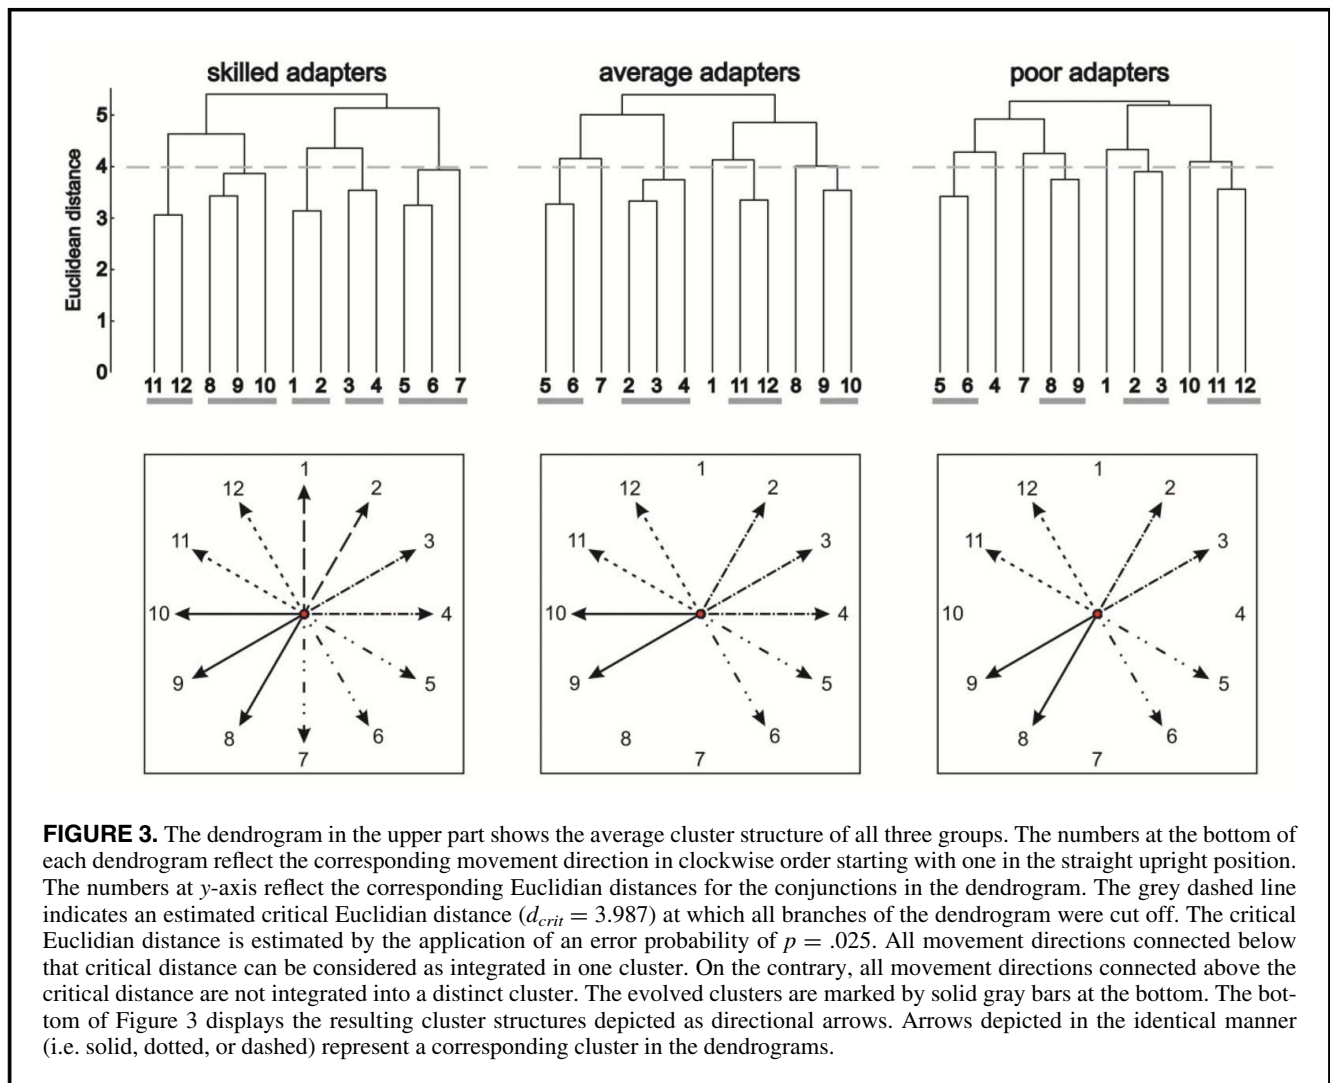 skilled adapters
average adapters
poor adapters
Euclidean distance
5
4
3
2
1
0
11 12 8 9 10 1 2 3 4 5 6 7
5 6 7 2 3 4 1 11 12 8 9 10
5 6 4 7 8 9 1 2 3 10 11 12
1
12 2
11 3
10 4
9 5
8 6
7
1
12 2
11 3
10 4
9 5
8 6
7
1
12 2
11 3
10 4
9 5
8 6
7
FIGURE 3. The dendrogram in the upper part shows the average cluster structure of all three groups. The numbers at the bottom of
each dendrogram reflect the corresponding movement direction in clockwise order starting with one in the straight upright position.
The numbers at y-axis reflect the corresponding Euclidian distances for the conjunctions in the dendrogram. The grey dashed line
indicates an estimated critical Euclidian distance (dcrit = 3.987) at which all branches of the dendrogram were cut off. The critical
Euclidian distance is estimated by the application of an error probability of p = .025. All movement directions connected below
that critical distance can be considered as integrated in one cluster. On the contrary, all movement directions connected above the
critical distance are not integrated into a distinct cluster. The evolved clusters are marked by solid gray bars at the bottom. The bot-
tom of Figure 3 displays the resulting cluster structures depicted as directional arrows. Arrows depicted in the identical manner
(i.e. solid, dotted, or dashed) represent a corresponding cluster in the dendrograms.